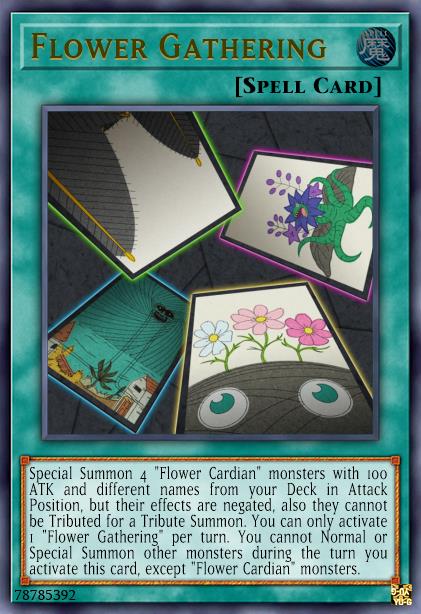 FLOWER GATHERING
魔
[SPELL CARD]
Special Summon 4 "Flower Cardian" monsters with 100
ATK and different names from your Deck in Attack
Position, but their effects are negated, also they cannot
be Tributed for a Tribute Summon. You can only activate
1 "Flower Gathering" per turn. You cannot Normal or
Special Summon other monsters during the turn you
activate this card, except "Flower Cardian" monsters.
78785392